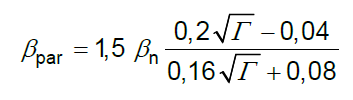 β_par = 1,5 β_n (0,2√Γ − 0,04) / (0,16√Γ + 0,08)